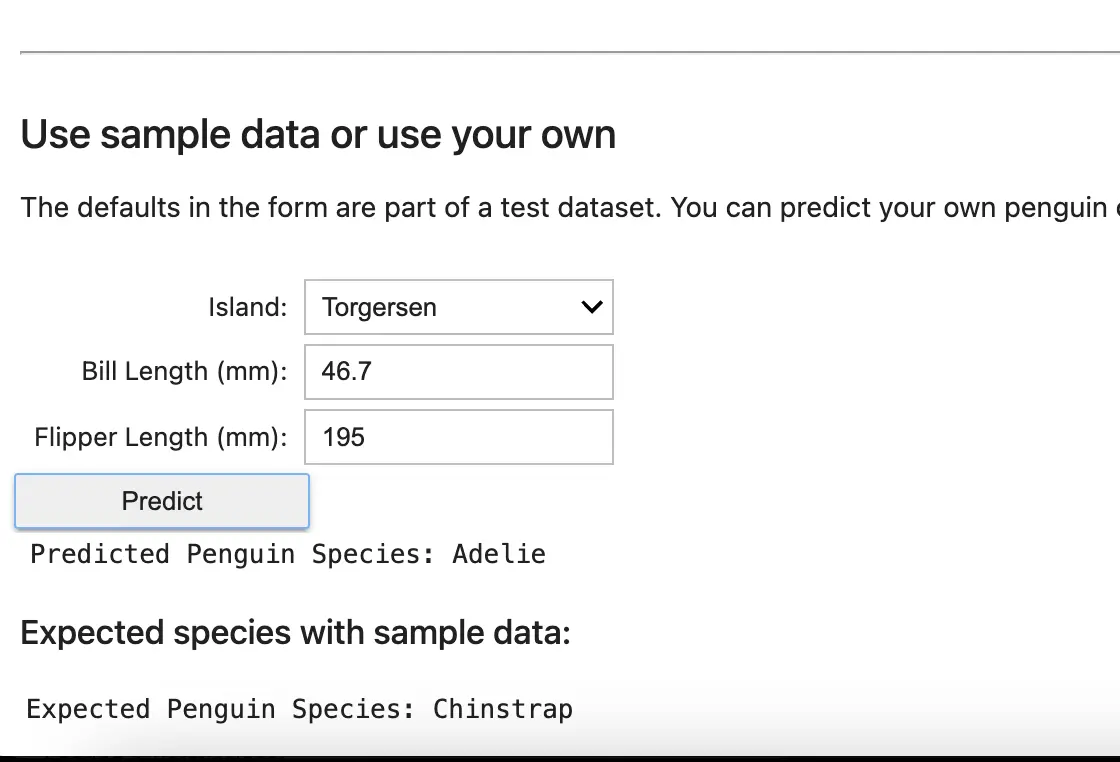 Use sample data or use your own
The defaults in the form are part of a test dataset. You can predict your own penguin
Island: Torgersen
Bill Length (mm): 46.7
Flipper Length (mm): 195
Predict
Predicted Penguin Species: Adelie
Expected species with sample data:
Expected Penguin Species: Chinstrap